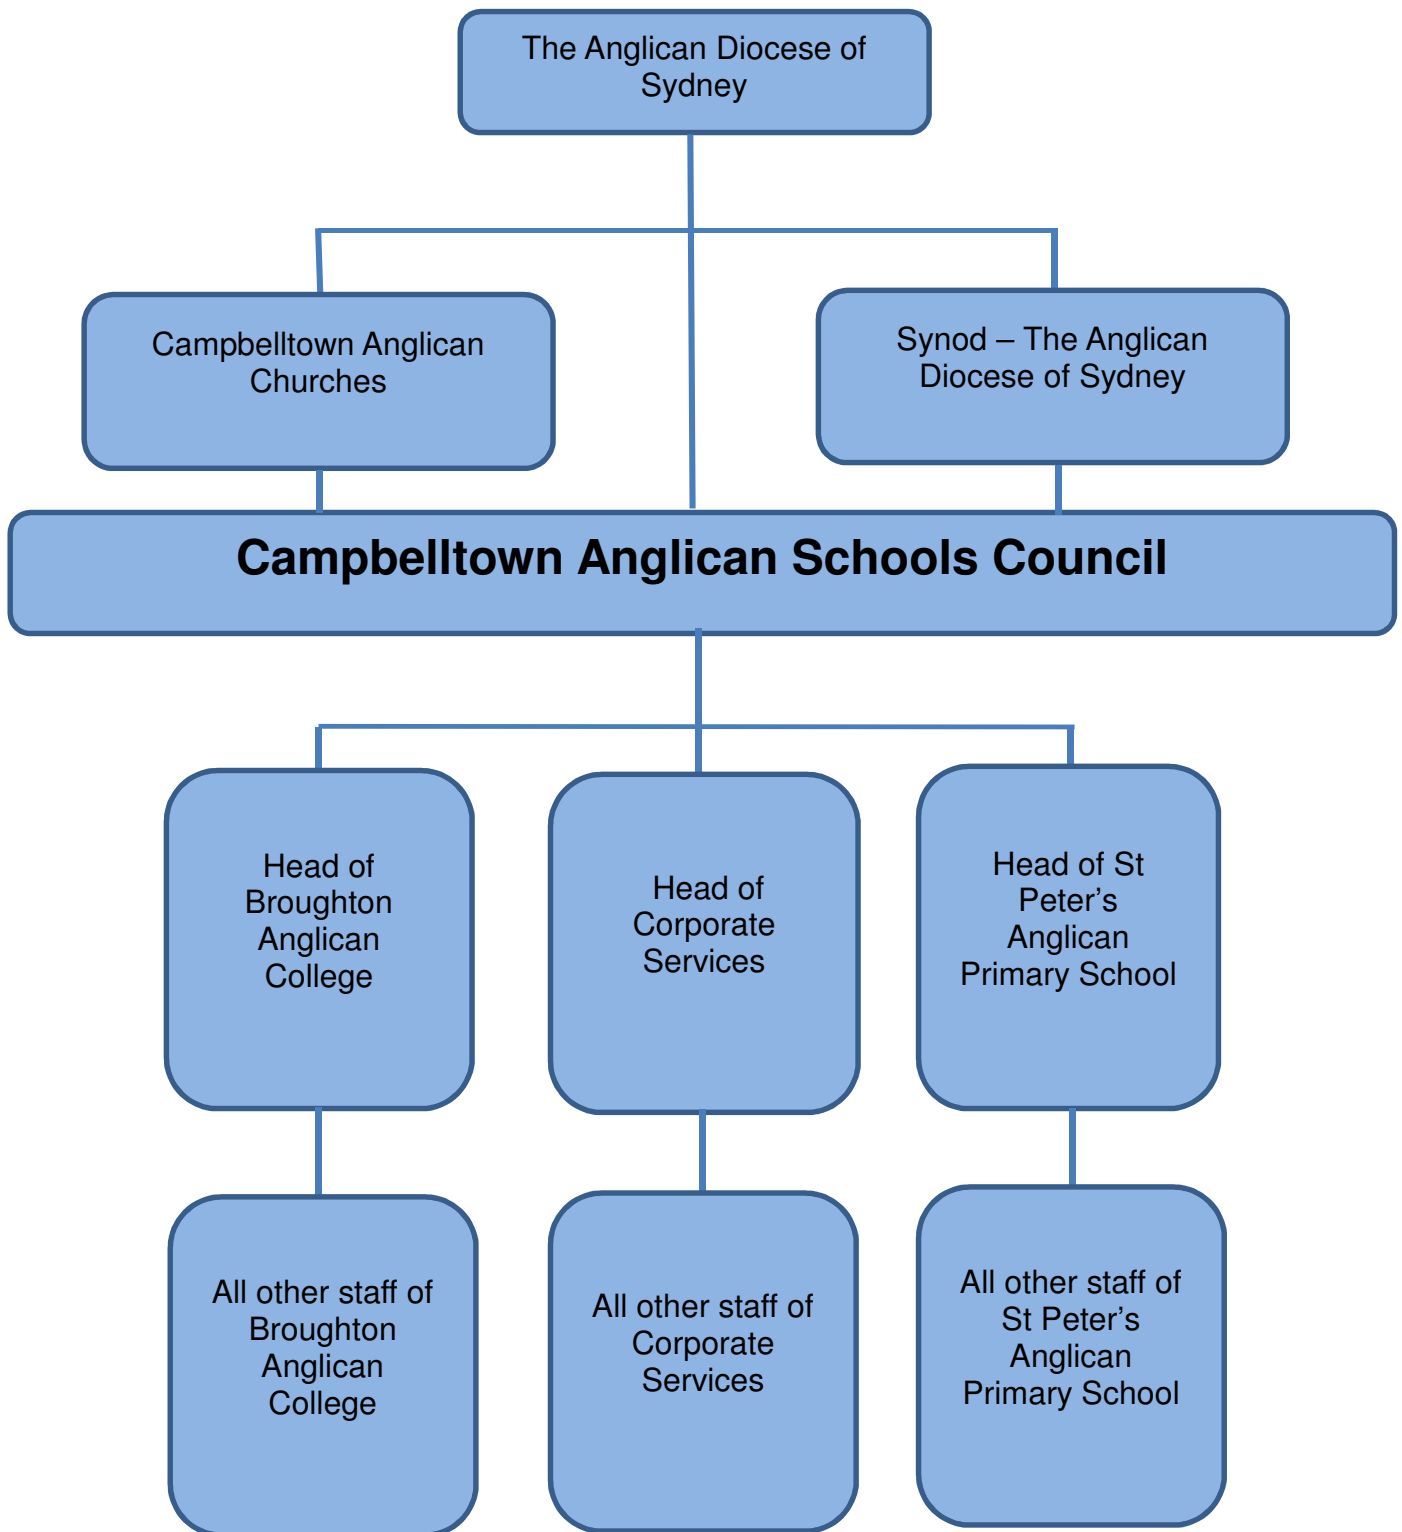 The Anglican Diocese of
Sydney
Campbelltown Anglican
Churches
Synod – The Anglican
Diocese of Sydney
Campbelltown Anglican Schools Council
Head of
Broughton
Anglican
College
Head of
Corporate
Services
Head of St
Peter’s
Anglican
Primary School
All other staff of
Broughton
Anglican
College
All other staff of
Corporate
Services
All other staff of
St Peter’s
Anglican
Primary School